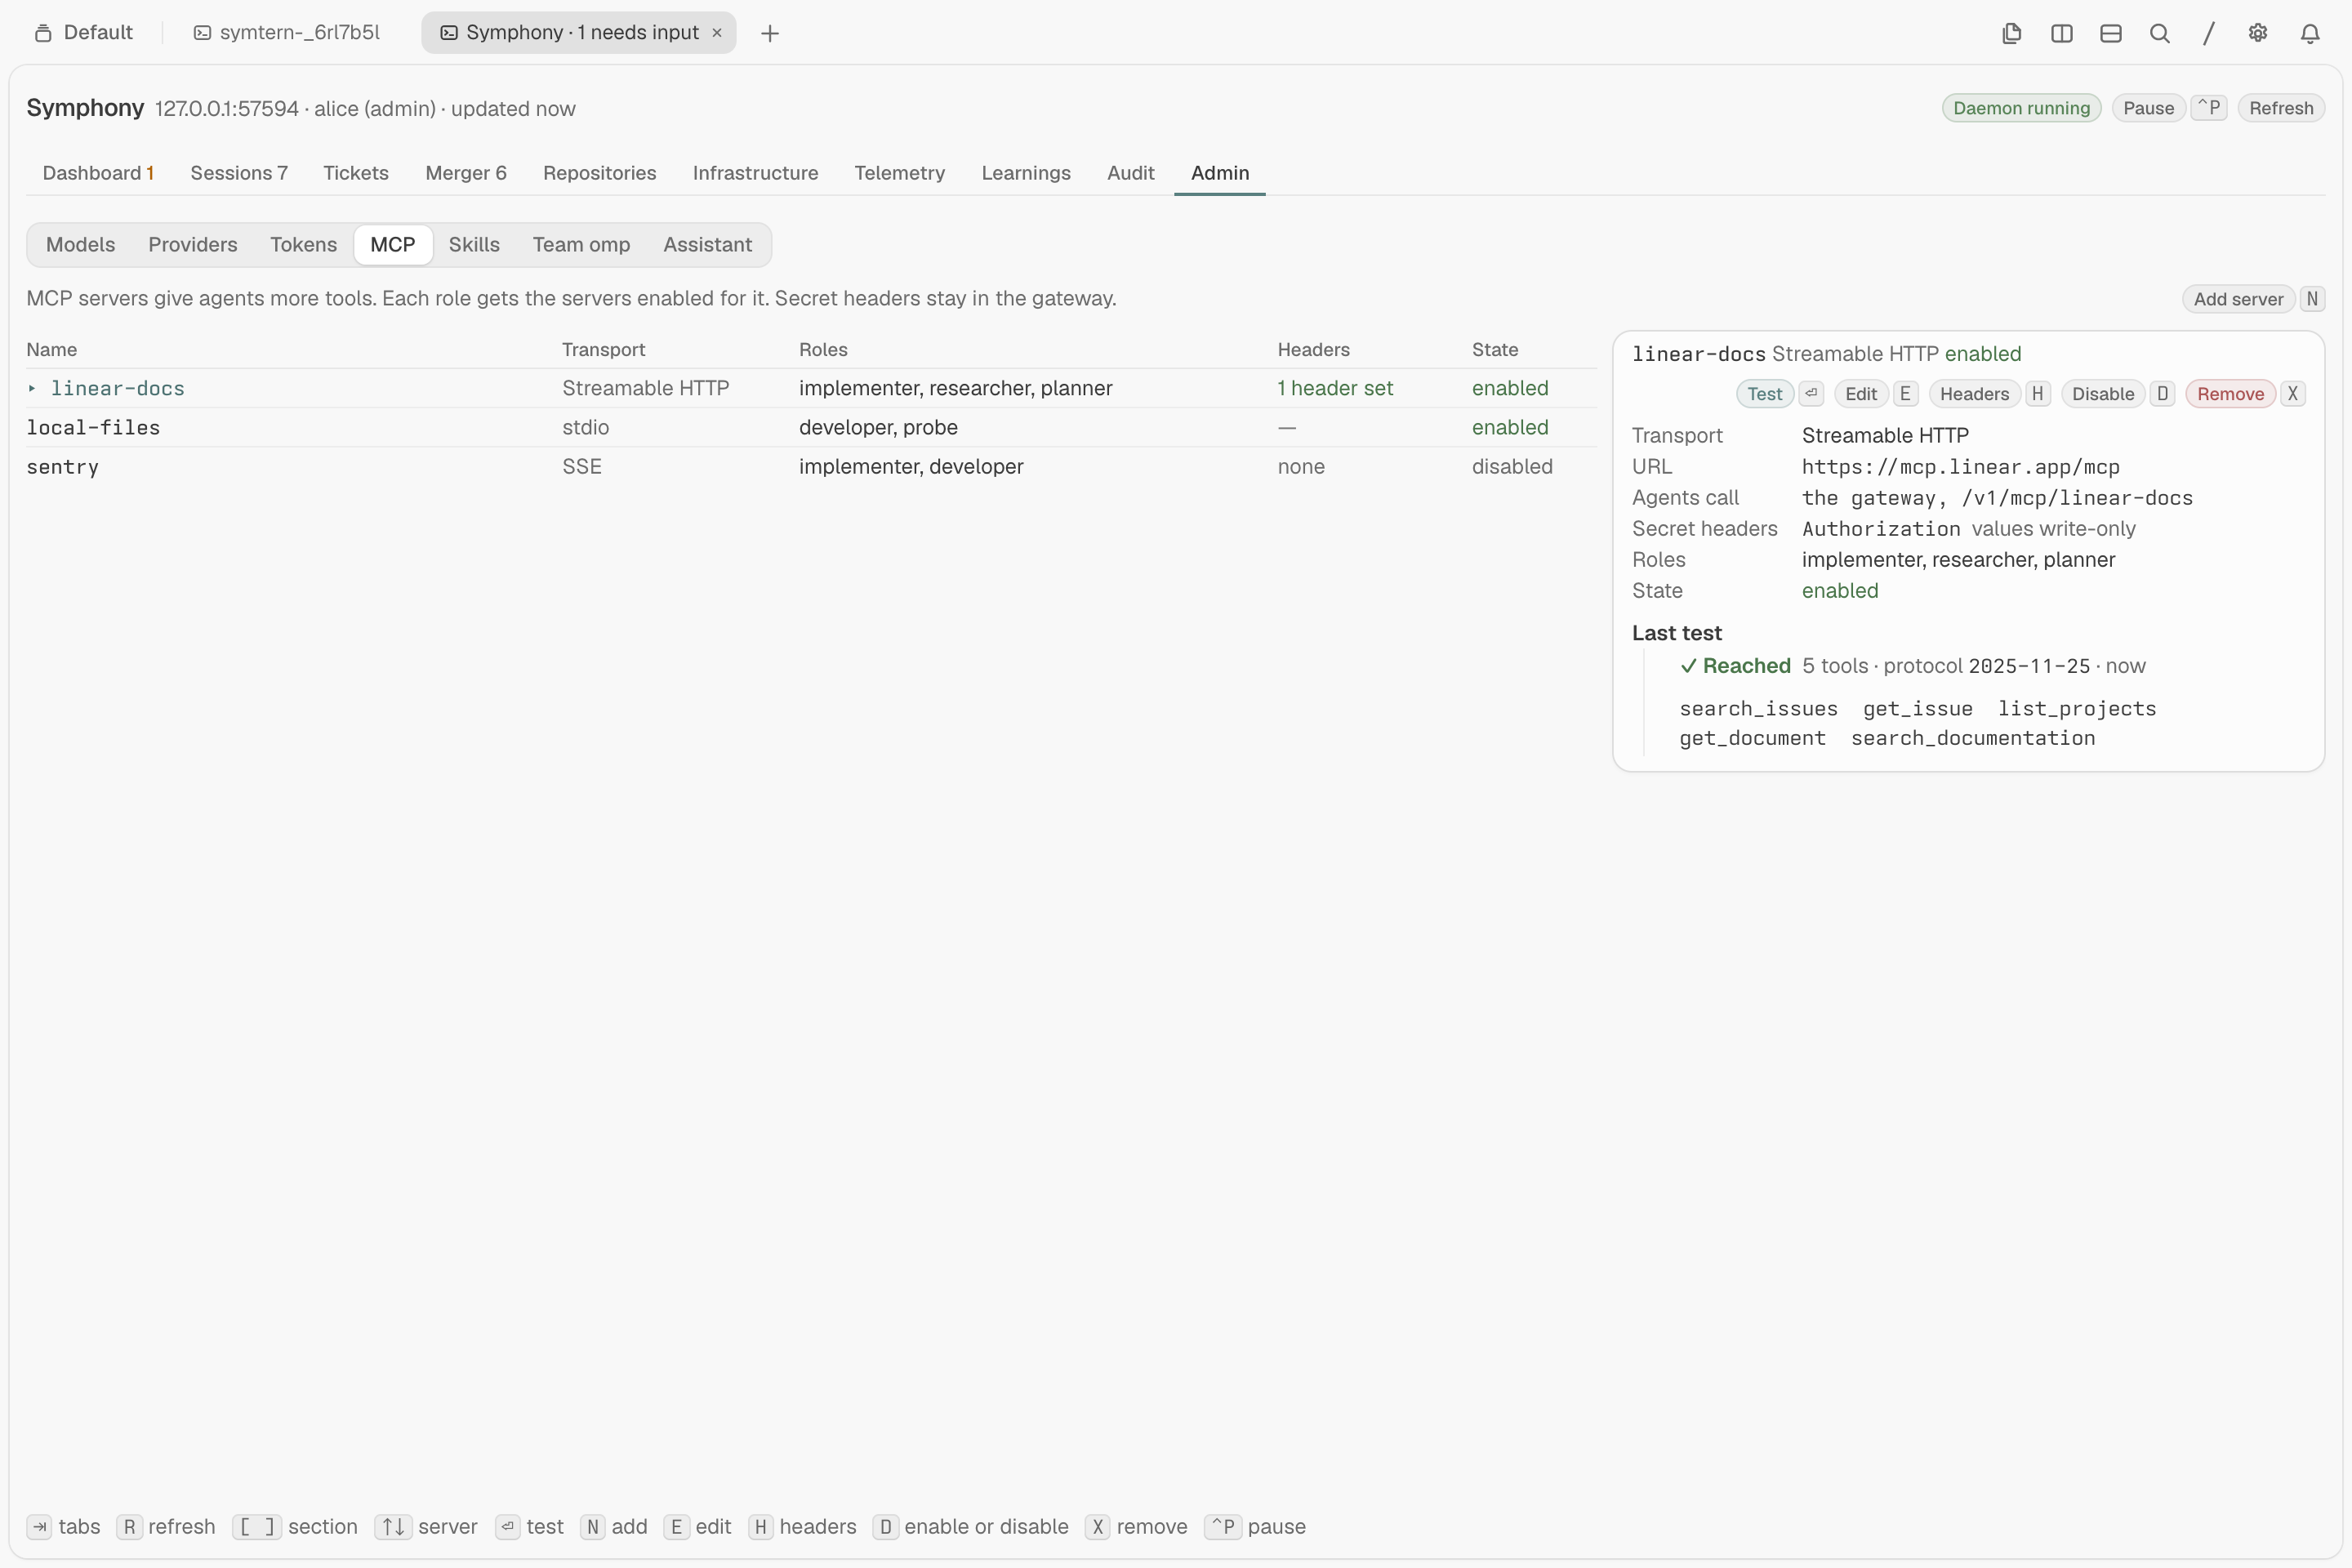 Default symtern-_6rl7b5l Symphony · 1 needs input × +
Symphony 127.0.0.1:57594 · alice (admin) · updated now Daemon running Pause ^P Refresh
Dashboard 1 Sessions 7 Tickets Merger 6 Repositories Infrastructure Telemetry Learnings Audit Admin
Models Providers Tokens MCP Skills Team omp Assistant
MCP servers give agents more tools. Each role gets the servers enabled for it. Secret headers stay in the gateway. Add server N
Name Transport Roles Headers State
▸ linear-docs Streamable HTTP implementer, researcher, planner 1 header set enabled
local-files stdio developer, probe — enabled
sentry SSE implementer, developer none disabled
linear-docs Streamable HTTP enabled
Test ⏎ Edit E Headers H Disable D Remove X
Transport Streamable HTTP
URL https://mcp.linear.app/mcp
Agents call the gateway, /v1/mcp/linear-docs
Secret headers Authorization values write-only
Roles implementer, researcher, planner
State enabled
Last test
✓ Reached 5 tools · protocol 2025-11-25 · now
search_issues get_issue list_projects
get_document search_documentation
⇥ tabs R refresh [ ] section ↑↓ server ⏎ test N add E edit H headers D enable or disable X remove ^P pause